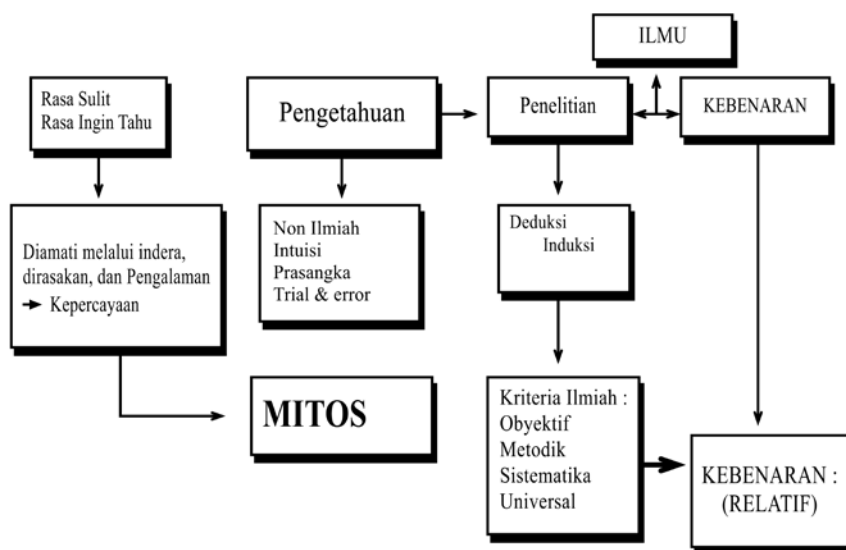 ILMU
Rasa Sulit
Rasa Ingin Tahu
Pengetahuan
Penelitian
KEBENARAN
Diamati melalui indera,
dirasakan, dan Pengalaman
Kepercayaan
Non Ilmiah
Intuisi
Prasangka
Trial & error
Deduksi
Induksi
MITOS
Kriteria Ilmiah :
Obyektif
Metodik
Sistematika
Universal
KEBENARAN :
(RELATIF)